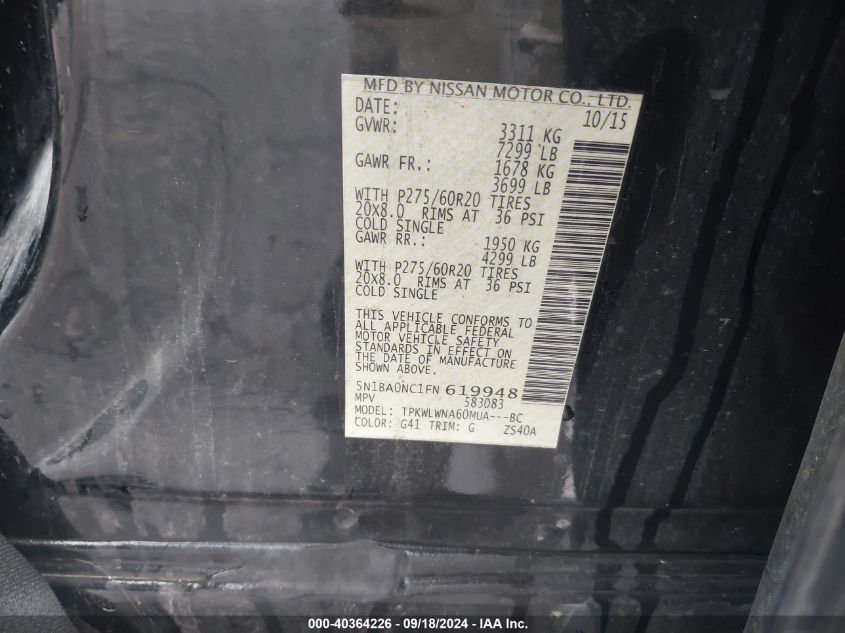 MFD BY NISSAN MOTOR CO., LTD.
DATE: 10/15
GVWR: 3311 KG
7299 LB
GAWR FR.: 1678 KG
3699 LB
WITH P275/60R20 TIRES
20X8.0 RIMS AT 36 PSI
COLD SINGLE
GAWR RR.: 1950 KG
4299 LB
WITH P275/60R20 TIRES
20X8.0 RIMS AT 36 PSI
COLD SINGLE
THIS VEHICLE CONFORMS TO
ALL APPLICABLE FEDERAL
MOTOR VEHICLE SAFETY
STANDARDS IN EFFECT ON
THE DATE OF MANUFACTURE
SHOWN ABOVE.
5N1BA0NC1FN 619948
MPV 583083
MODEL: TPKWLWNA60MUA---BC
COLOR: G41 TRIM: G ZS40A
000-40364226 - 09/18/2024 - IAA Inc.